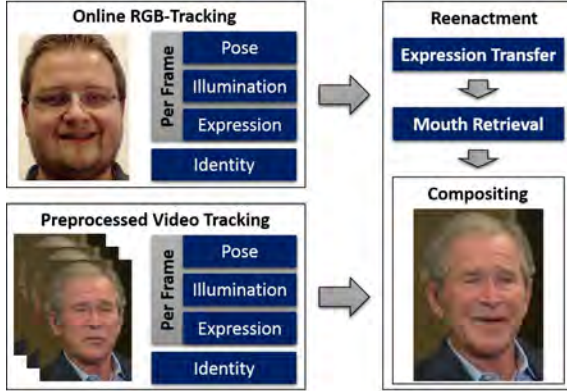 Online RGB-Tracking
Per Frame
Pose
Illumination
Expression
Identity
Preprocessed Video Tracking
Per Frame
Pose
Illumination
Expression
Identity
Reenactment
Expression Transfer
Mouth Retrieval
Compositing